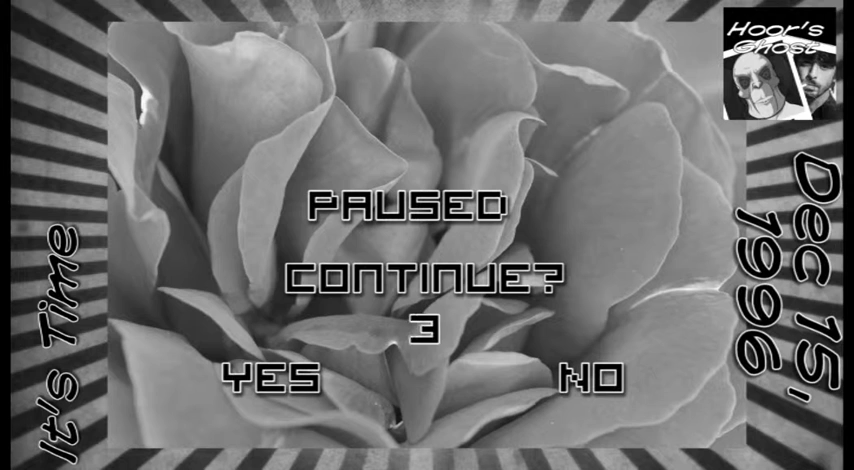 Hoor's
Ghost
PAUSED
CONTINUE?
3
YES
NO
It's Time
Dec 15'
1996